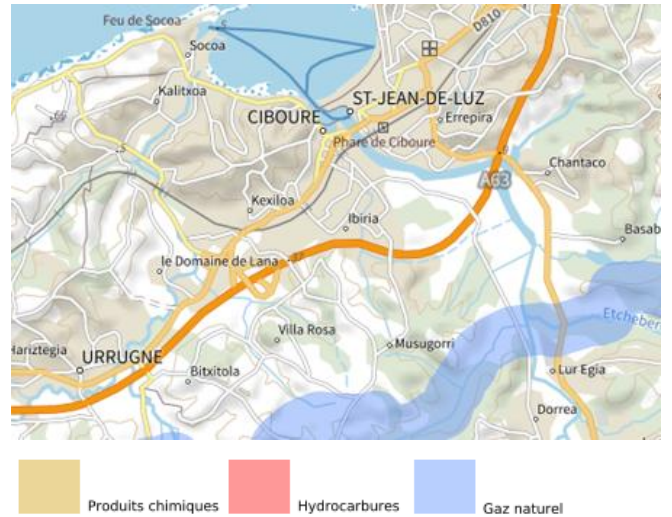 Feu de Socoa
D810
Socoa
Kalitxoa
ST-JEAN-DE-LUZ
CIBOURE
Errepira
Phare de Ciboure
Chantaco
A63
Kexiloa
Ibiria
Basab
le Domaine de Lana
Etcheber
Villa Rosa
Musugorri
Hariztegia
URRUGNE
Bitxitola
Lur Egia
Dorrea
Produits chimiques
Hydrocarbures
Gaz naturel